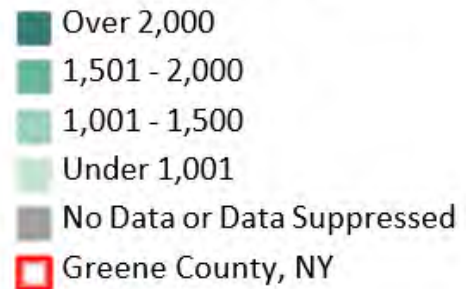 Over 2,000
1,501 - 2,000
1,001 - 1,500
Under 1,001
No Data or Data Suppressed
Greene County, NY